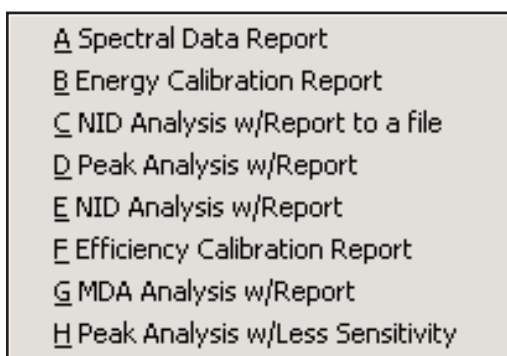 A Spectral Data Report
B Energy Calibration Report
C NID Analysis w/Report to a file
D Peak Analysis w/Report
E NID Analysis w/Report
F Efficiency Calibration Report
G MDA Analysis w/Report
H Peak Analysis w/Less Sensitivity